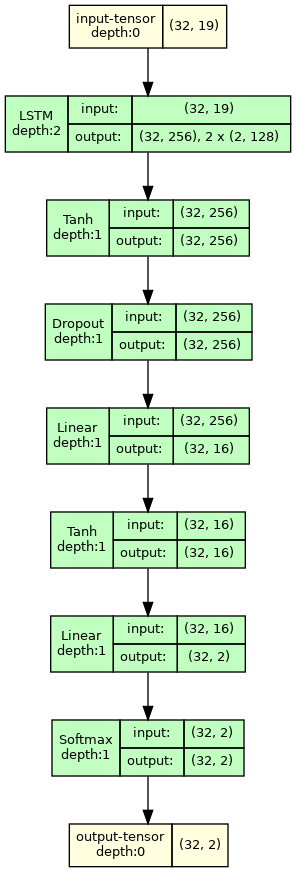 input-tensor
depth:0
(32, 19)
LSTM
depth:2
input:
(32, 19)
output:
(32, 256), 2 x (2, 128)
Tanh
depth:1
input:
(32, 256)
output:
(32, 256)
Dropout
depth:1
input:
(32, 256)
output:
(32, 256)
Linear
depth:1
input:
(32, 256)
output:
(32, 16)
Tanh
depth:1
input:
(32, 16)
output:
(32, 16)
Linear
depth:1
input:
(32, 16)
output:
(32, 2)
Softmax
depth:1
input:
(32, 2)
output:
(32, 2)
output-tensor
depth:0
(32, 2)